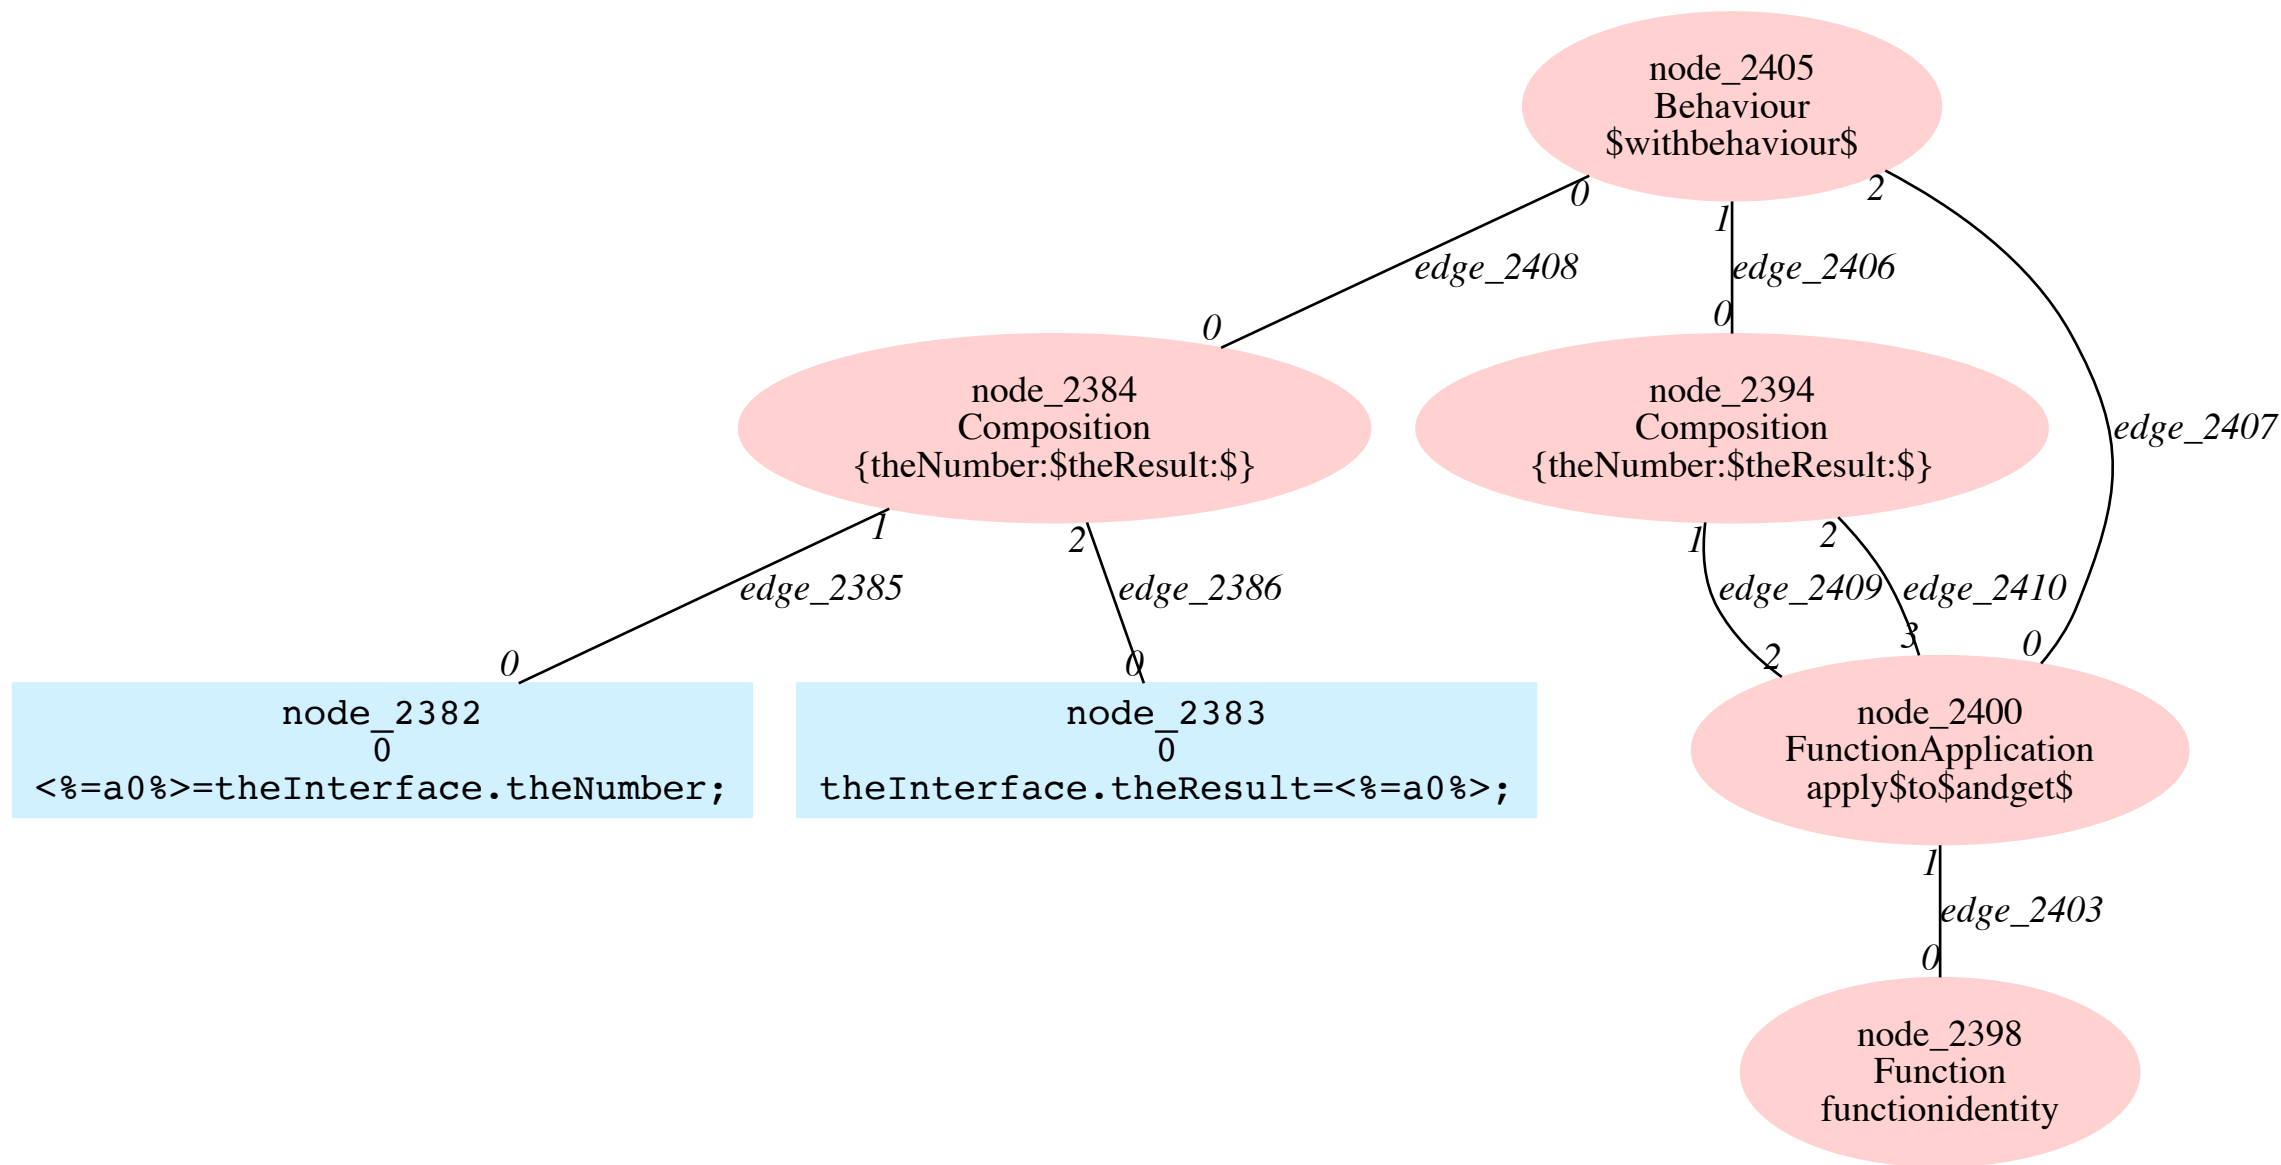 node_2405
Behaviour
$withbehaviour$
0
1
2
edge_2408
edge_2406
0
0
node_2384
Composition
{theNumber:$theResult:$}
node_2394
Composition
{theNumber:$theResult:$}
edge_2407
1
2
1
2
edge_2385
edge_2386
edge_2409
edge_2410
0
0
2
3
0
node_2382
0
<%=a0%>=theInterface.theNumber;
node_2383
0
theInterface.theResult=<%=a0%>;
node_2400
FunctionApplication
apply$to$andget$
1
edge_2403
0
node_2398
Function
functionidentity